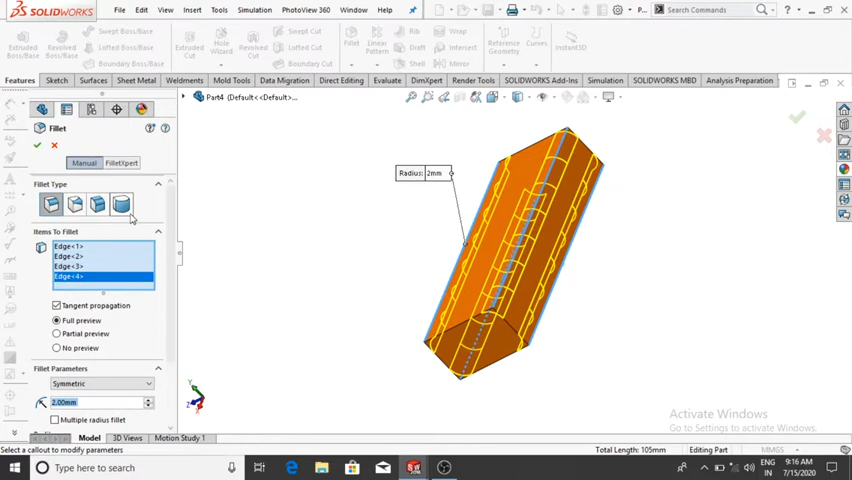 SOLIDWORKS File Edit View Insert Tools Simulation PhotoView 360 Window Help P... Search Commands
Extruded Boss/Base Revolved Boss/Base Swept Boss/Base Extruded Cut Hole Wizard Revolved Cut Swept Cut Fillet Linear Pattern Rib Wrap Reference Geometry Curves Instant3D
Lofted Boss/Base Lofted Cut Draft Intersect
Boundary Boss/Base Boundary Cut Shell Mirror
Features Sketch Surfaces Sheet Metal Weldments Mold Tools Data Migration Direct Editing Evaluate DimXpert Render Tools SOLIDWORKS Add-Ins Simulation SOLIDWORKS MBD Analysis Preparation
Part4 (Default<<Default>...
Fillet
Manual FilletXpert
Fillet Type
Items To Fillet
Edge<1>
Edge<2>
Edge<3>
Edge<4>
Tangent propagation
Full preview
Partial preview
No preview
Fillet Parameters
Symmetric
2.00mm
Multiple radius fillet
Radius: 2mm
Y
Z
X
Activate Windows
Go to Settings to activate Windows.
Model 3D Views Motion Study 1
Select a callout to modify parameters Total Length: 105mm Editing Part MMGS
Type here to search
ENG
IN
9:16 AM
7/15/2020